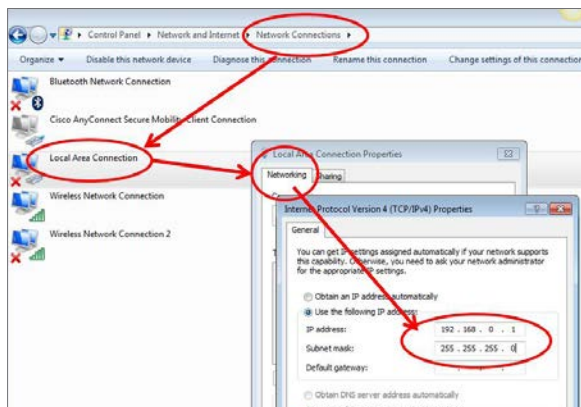 Control Panel ▸ Network and Internet ▸ Network Connections ▸
Organize ▾ Disable this network device Diagnose this connection Rename this connection Change settings of this connection
Bluetooth Network Connection
Cisco AnyConnect Secure Mobility Client Connection
Local Area Connection
Wireless Network Connection
Wireless Network Connection 2
Local Area Connection Properties
Networking Sharing
Internet Protocol Version 4 (TCP/IPv4) Properties
General
You can get IP settings assigned automatically if your network supports
this capability. Otherwise, you need to ask your network administrator
for the appropriate IP settings.
Obtain an IP address automatically
Use the following IP address:
IP address: 192 . 168 . 0 . 1
Subnet mask: 255 . 255 . 255 . 0
Default gateway: . . .
Obtain DNS server address automatically